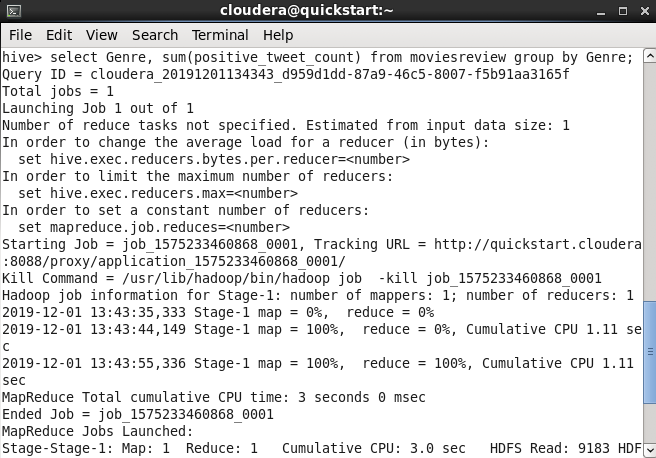 cloudera@quickstart:~
File Edit View Search Terminal Help
hive> select Genre, sum(positive_tweet_count) from moviesreview group by Genre;
Query ID = cloudera_20191201134343_d959d1dd-87a9-46c5-8007-f5b91aa3165f
Total jobs = 1
Launching Job 1 out of 1
Number of reduce tasks not specified. Estimated from input data size: 1
In order to change the average load for a reducer (in bytes):
  set hive.exec.reducers.bytes.per.reducer=<number>
In order to limit the maximum number of reducers:
  set hive.exec.reducers.max=<number>
In order to set a constant number of reducers:
  set mapreduce.job.reduces=<number>
Starting Job = job_1575233460868_0001, Tracking URL = http://quickstart.cloudera
:8088/proxy/application_1575233460868_0001/
Kill Command = /usr/lib/hadoop/bin/hadoop job  -kill job_1575233460868_0001
Hadoop job information for Stage-1: number of mappers: 1; number of reducers: 1
2019-12-01 13:43:35,333 Stage-1 map = 0%,  reduce = 0%
2019-12-01 13:43:44,149 Stage-1 map = 100%,  reduce = 0%, Cumulative CPU 1.11 se
c
2019-12-01 13:43:55,336 Stage-1 map = 100%,  reduce = 100%, Cumulative CPU 1.11
sec
MapReduce Total cumulative CPU time: 3 seconds 0 msec
Ended Job = job_1575233460868_0001
MapReduce Jobs Launched:
Stage-Stage-1: Map: 1  Reduce: 1   Cumulative CPU: 3.0 sec   HDFS Read: 9183 HDF